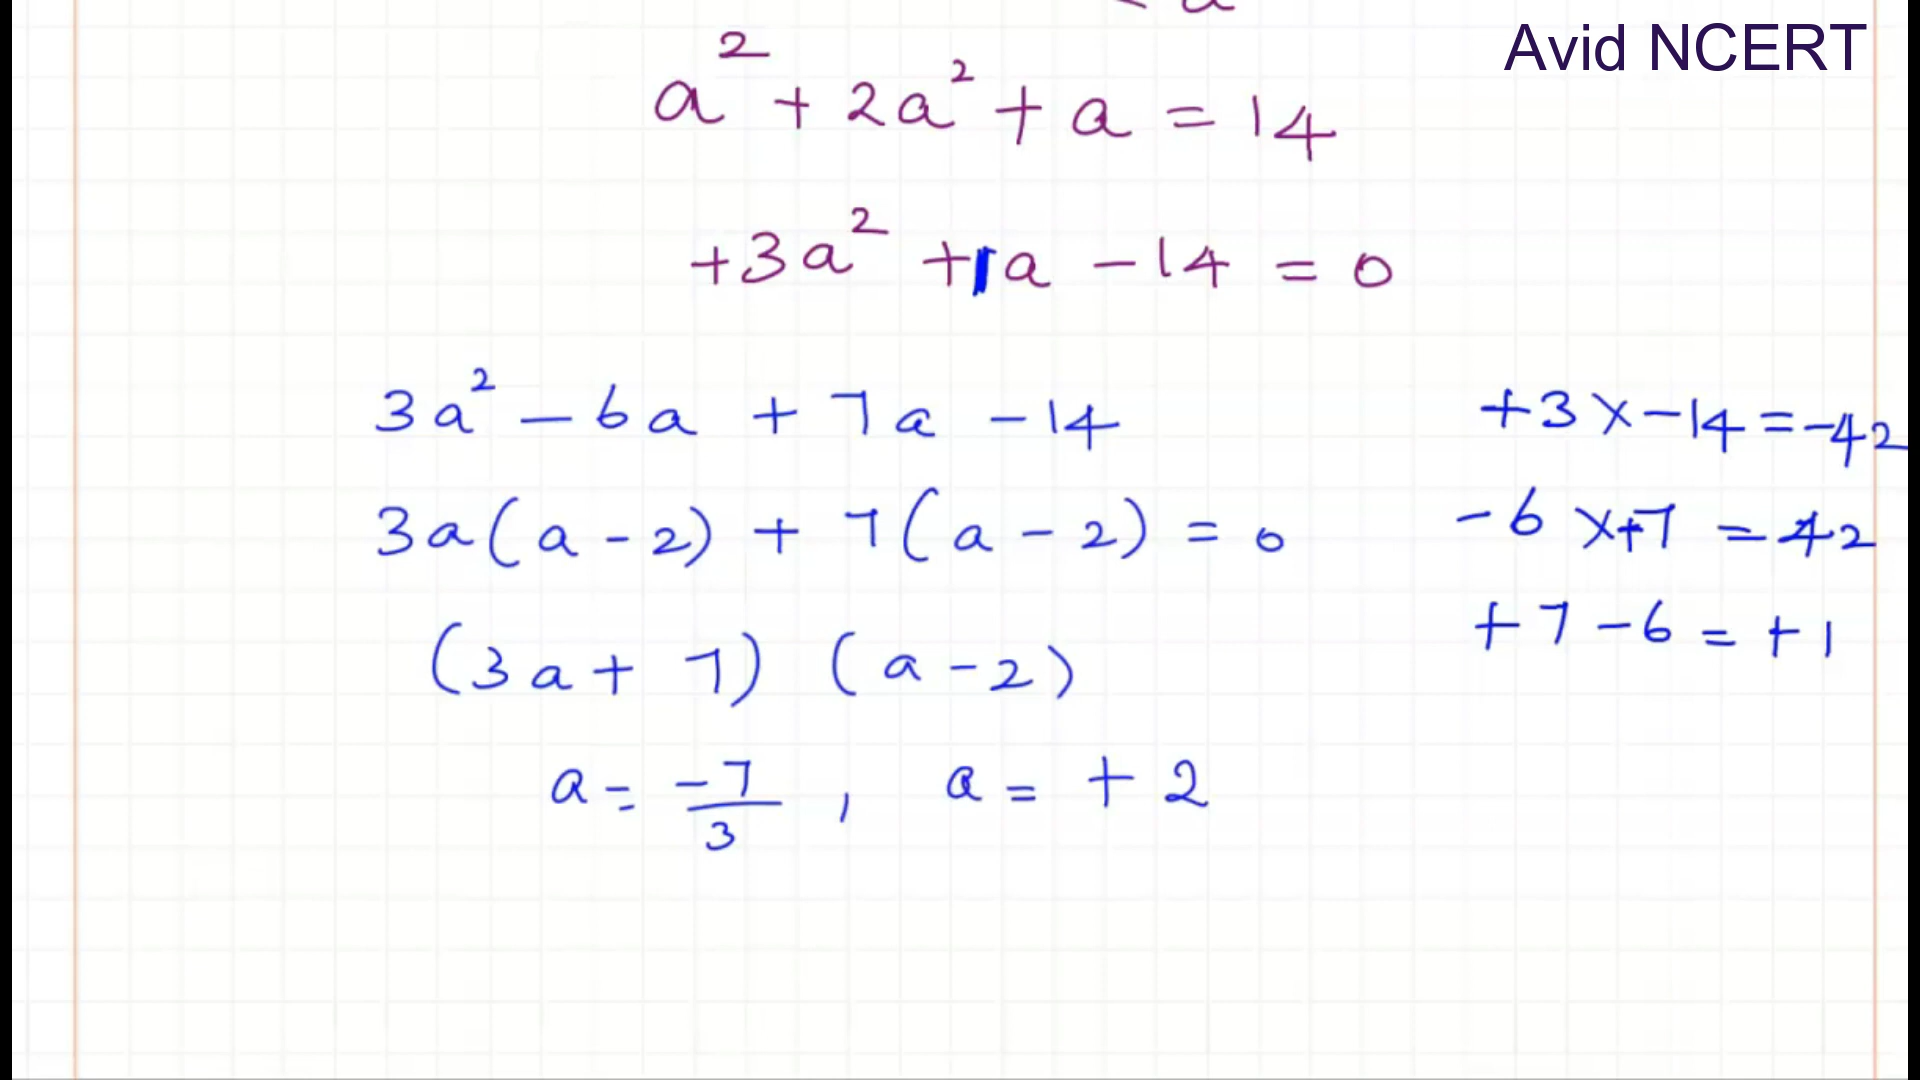 Avid NCERT
a² + 2a² + a = 14
+3a² +1a - 14 = 0
3a² - 6a + 7a - 14
+3 x -14 = -42
3a(a - 2) + 7(a - 2) = 0
-6 x +7 = -42
(3a + 7) (a - 2)
+7 - 6 = +1
a = -7/3 , a = + 2